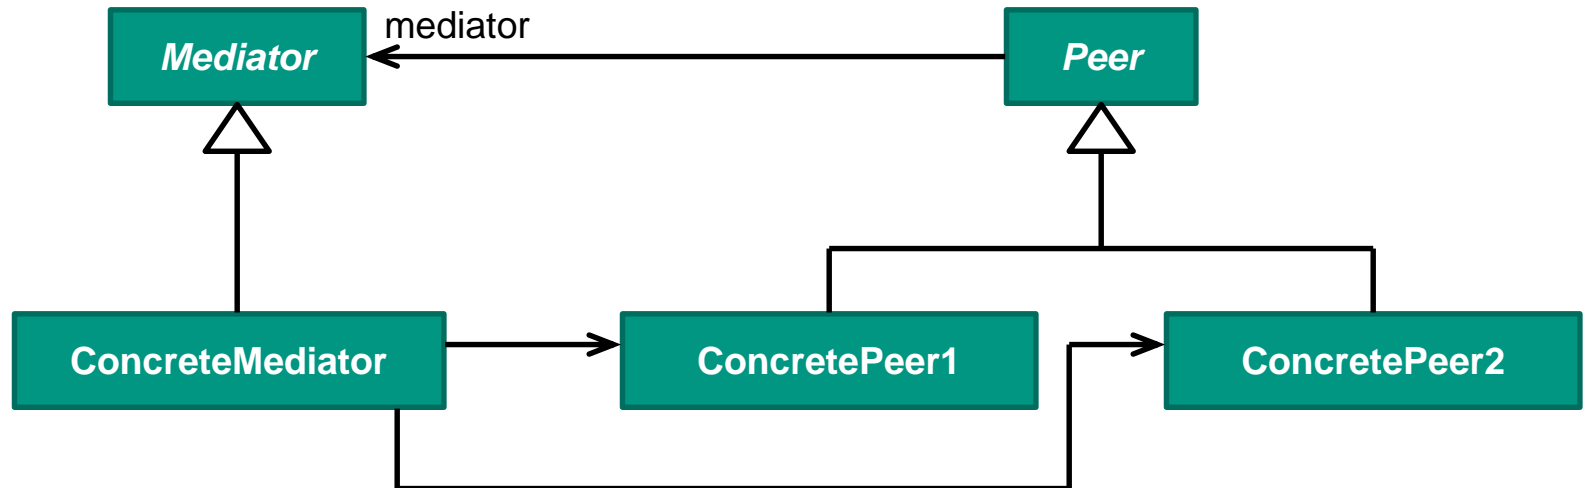 Mediator
mediator
Peer
ConcreteMediator
ConcretePeer1
ConcretePeer2